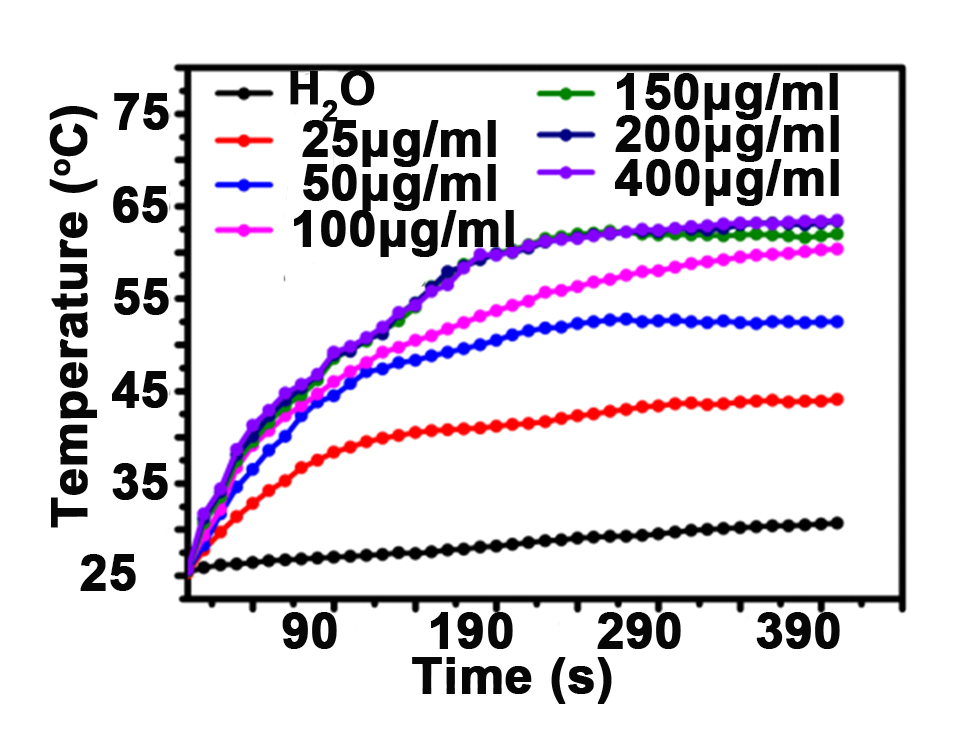 H₂O
25µg/ml
50µg/ml
100µg/ml
150µg/ml
200µg/ml
400µg/ml
Temperature (°C)
75
65
55
45
35
25
90 190 290 390
Time (s)